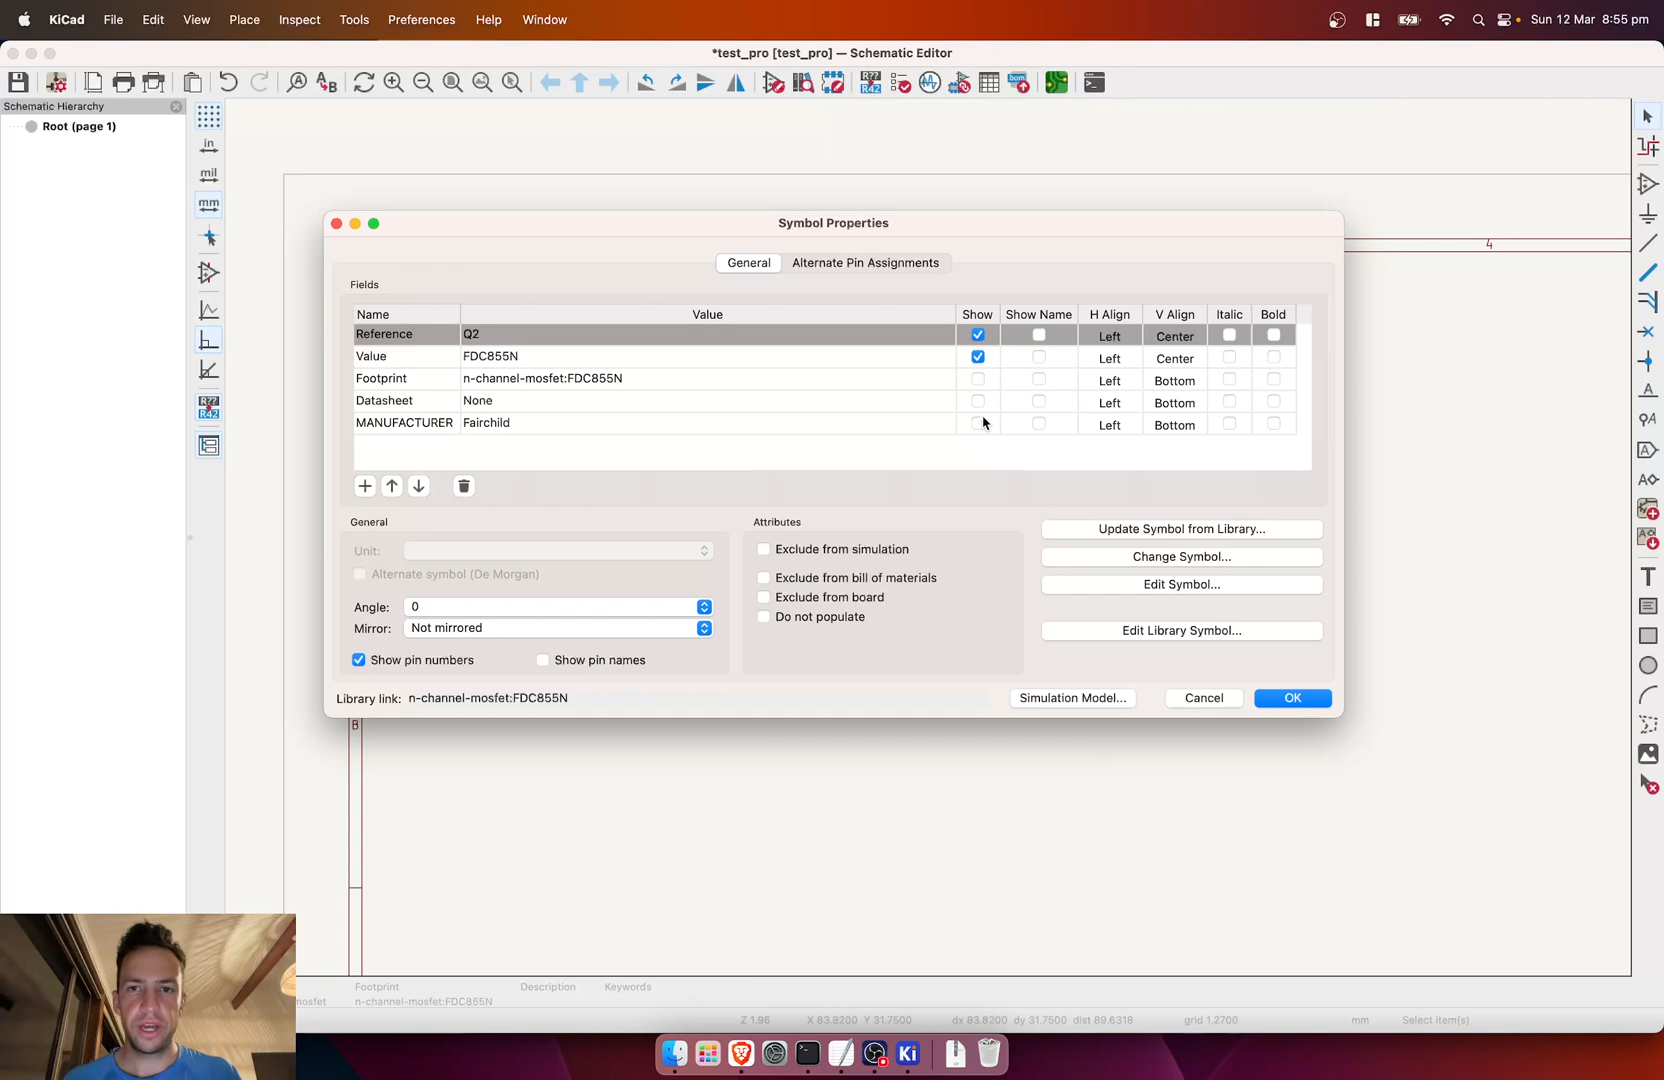 KiCad File Edit View Place Inspect Tools Preferences Help Window Sun 12 Mar 8:55 pm
*test_pro [test_pro] — Schematic Editor
Schematic Hierarchy
Root (page 1)
in
mil
mm
R??
R42
R??
R42
bom
Symbol Properties
4
General Alternate Pin Assignments
Fields
Name Value Show Show Name H Align V Align Italic Bold
Reference Q2 Left Center
Value FDC855N Left Center
Footprint n-channel-mosfet:FDC855N Left Bottom
Datasheet None Left Bottom
MANUFACTURER Fairchild Left Bottom
General Attributes
Update Symbol from Library...
Unit: Exclude from simulation
Change Symbol...
Alternate symbol (De Morgan) Exclude from bill of materials
Edit Symbol...
Angle: 0 Exclude from board
Mirror: Not mirrored Do not populate
Edit Library Symbol...
Show pin numbers Show pin names
Library link: n-channel-mosfet:FDC855N Simulation Model... Cancel OK
B
Footprint Description Keywords
mosfet n-channel-mosfet:FDC855N
Z 1.96 X 83.8200 Y 31.7500 dx 83.8200 dy 31.7500 dist 89.6318 grid 1.2700 mm Select item(s)
Ki